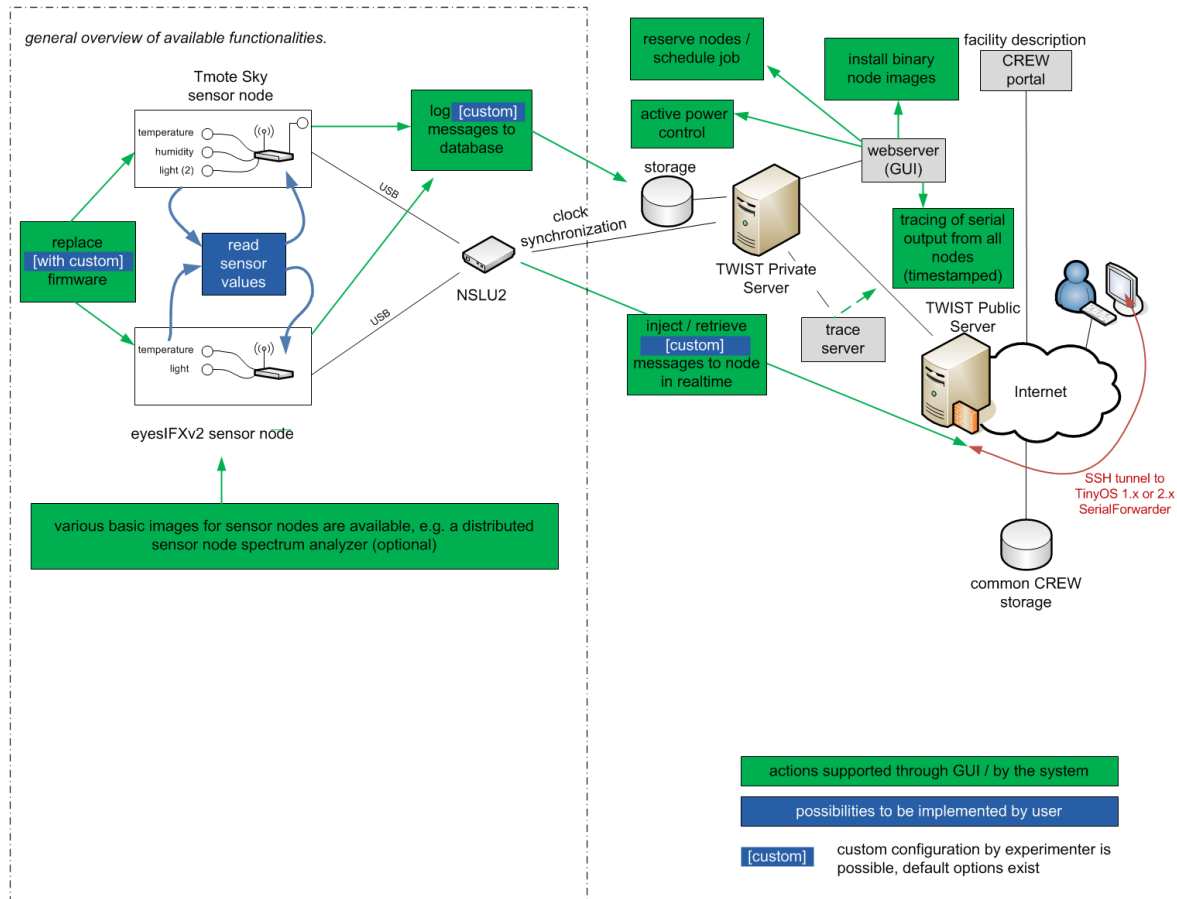 general overview of available functionalities.
Tmote Sky
sensor node
temperature
humidity
light (2)
log [custom]
messages to
database
replace
[with custom]
firmware
read
sensor
values
USB
USB
NSLU2
temperature
light
eyesIFXv2 sensor node
various basic images for sensor nodes are available, e.g. a distributed
sensor node spectrum analyzer (optional)
reserve nodes /
schedule job
active power
control
install binary
node images
facility description
CREW
portal
webserver
(GUI)
storage
clock
synchronization
TWIST Private
Server
tracing of serial
output from all
nodes
(timestamped)
inject / retrieve
[custom]
messages to node
in realtime
trace
server
TWIST Public
Server
Internet
SSH tunnel to
TinyOS 1.x or 2.x
SerialForwarder
common CREW
storage
actions supported through GUI / by the system
possibilities to be implemented by user
[custom]
custom configuration by experimenter is
possible, default options exist